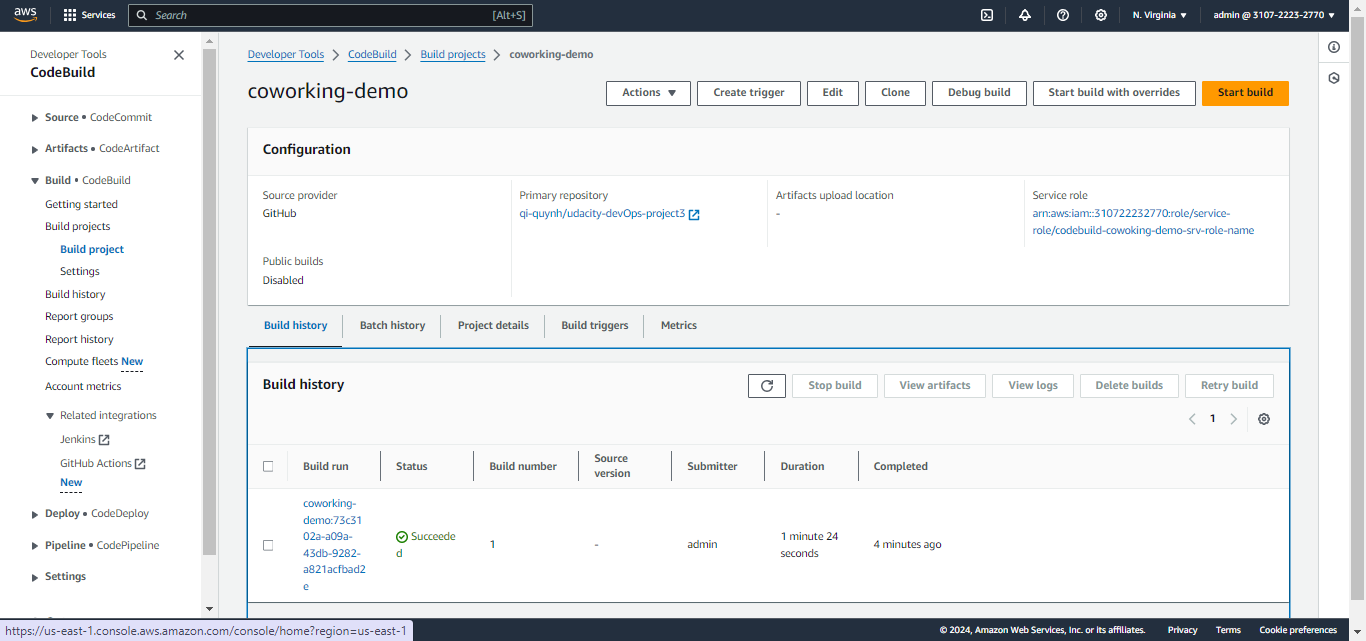 aws
Services
Search
[Alt+S]
N. Virginia ▼
admin @ 3107-2223-2770 ▼
Developer Tools
CodeBuild
Source • CodeCommit
Artifacts • CodeArtifact
Build • CodeBuild
Getting started
Build projects
Build project
Settings
Build history
Report groups
Report history
Compute fleets New
Account metrics
Related integrations
Jenkins
GitHub Actions
New
Deploy • CodeDeploy
Pipeline • CodePipeline
Settings
Developer Tools > CodeBuild > Build projects > coworking-demo
coworking-demo
Actions ▼
Create trigger
Edit
Clone
Debug build
Start build with overrides
Start build
Configuration
Source provider
GitHub
Primary repository
qi-quynh/udacity-devOps-project3
Artifacts upload location
-
Service role
arn:aws:iam::310722232770:role/service-
role/codebuild-cowoking-demo-srv-role-name
Public builds
Disabled
Build history
Batch history
Project details
Build triggers
Metrics
Build history
Stop build
View artifacts
View logs
Delete builds
Retry build
1
Build run
Status
Build number
Source
version
Submitter
Duration
Completed
coworking-
demo:73c31
02a-a09a-
43db-9282-
a821acfbad2
e
Succeede
d
1
-
admin
1 minute 24
seconds
4 minutes ago
https://us-east-1.console.aws.amazon.com/console/home?region=us-east-1
© 2024, Amazon Web Services, Inc. or its affiliates.
Privacy
Terms
Cookie preferences